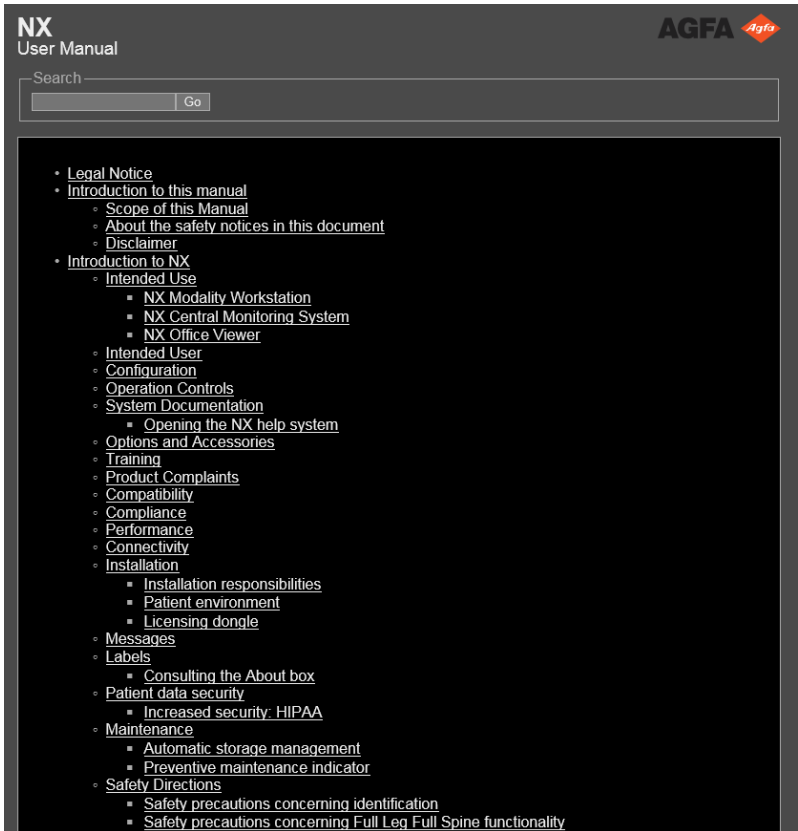 NX
User Manual
AGFA Agfa
Search
Go
• Legal Notice
• Introduction to this manual
◦ Scope of this Manual
◦ About the safety notices in this document
◦ Disclaimer
• Introduction to NX
◦ Intended Use
▪ NX Modality Workstation
▪ NX Central Monitoring System
▪ NX Office Viewer
◦ Intended User
◦ Configuration
◦ Operation Controls
◦ System Documentation
▪ Opening the NX help system
◦ Options and Accessories
◦ Training
◦ Product Complaints
◦ Compatibility
◦ Compliance
◦ Performance
◦ Connectivity
◦ Installation
▪ Installation responsibilities
▪ Patient environment
▪ Licensing dongle
◦ Messages
◦ Labels
▪ Consulting the About box
◦ Patient data security
▪ Increased security: HIPAA
◦ Maintenance
▪ Automatic storage management
▪ Preventive maintenance indicator
◦ Safety Directions
▪ Safety precautions concerning identification
▪ Safety precautions concerning Full Leg Full Spine functionality